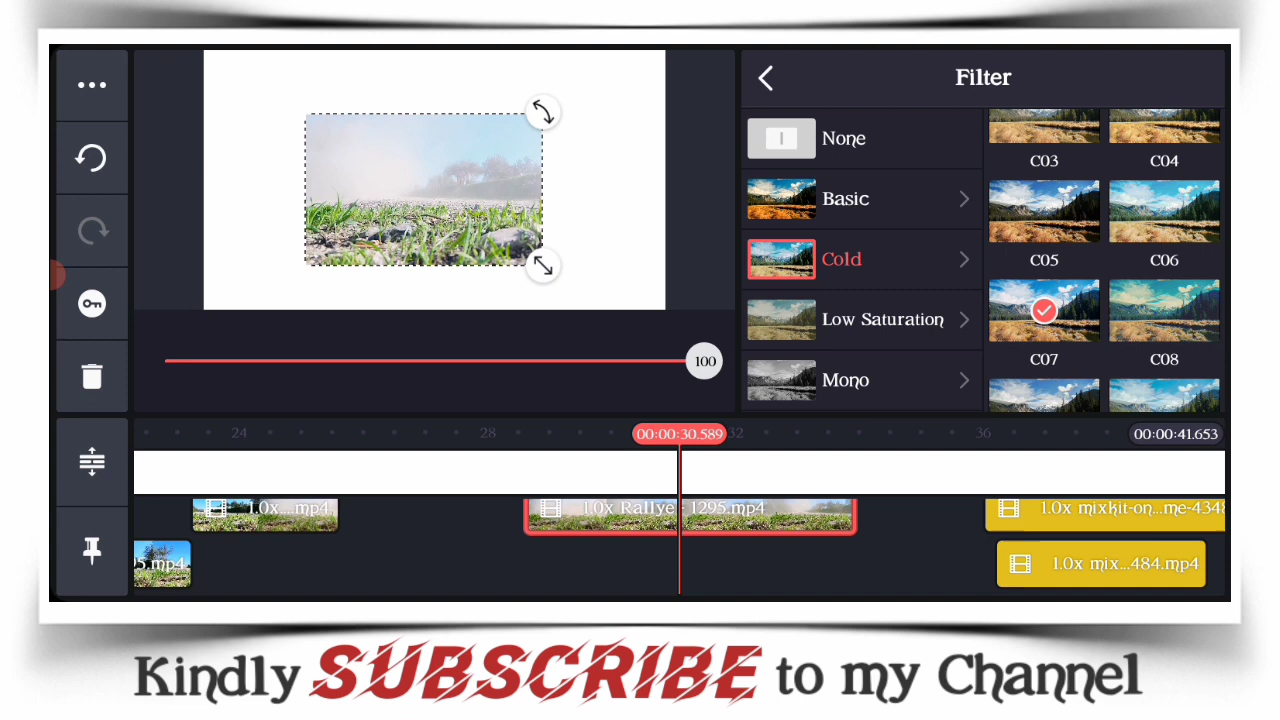 Filter
None
Basic
Cold
Low Saturation
Mono
C03
C04
C05
C06
C07
C08
100
24
28
00:00:30.589
32
36
00:00:41.653
1.0x....mp4
1.0x Rallye - 1295.mp4
1.0x mixkit-on...me-4348
5.mp4
1.0x mix...484.mp4
Kindly SUBSCRIBE to my Channel